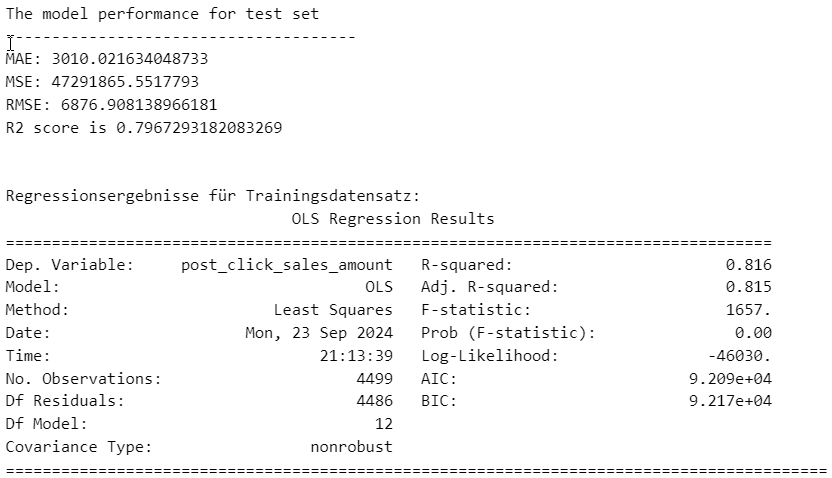 The model performance for test set
--------------------------------------
MAE: 3010.021634048733
MSE: 47291865.5517793
RMSE: 6876.908138966181
R2 score is 0.7967293182083269
Regressionsergebnisse für Trainingsdatensatz:
OLS Regression Results
====================================================================================
Dep. Variable: post_click_sales_amount R-squared: 0.816
Model: OLS Adj. R-squared: 0.815
Method: Least Squares F-statistic: 1657.
Date: Mon, 23 Sep 2024 Prob (F-statistic): 0.00
Time: 21:13:39 Log-Likelihood: -46030.
No. Observations: 4499 AIC: 9.209e+04
Df Residuals: 4486 BIC: 9.217e+04
Df Model: 12
Covariance Type: nonrobust
==========================================================================================